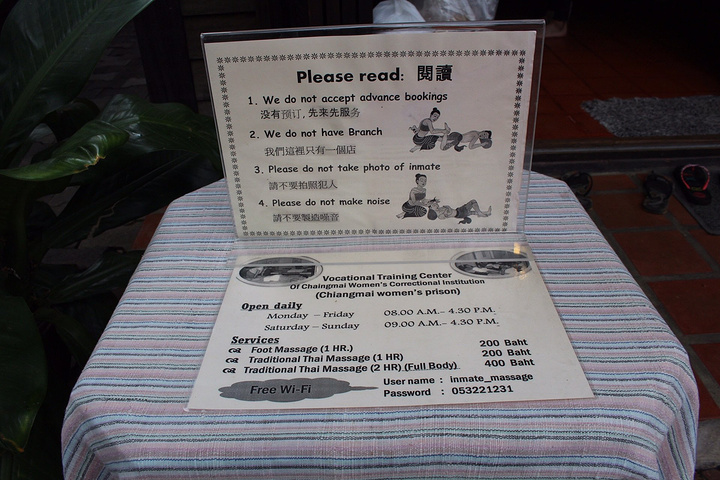 Please read: 閱讀
1. We do not accept advance bookings
没有预订, 先来先服务
2. We do not have Branch
我們這裡只有一個店
3. Please do not take photo of inmate
請不要拍照犯人
4. Please do not make noise
請不要製造噪音
Vocational Training Center
Of Chaingmai Women's Correctional Institution
(Chiangmai women's prison)
Open daily
Monday – Friday 08.00 A.M.– 4.30 P.M.
Saturday – Sunday 09.00 A.M.– 4.30 P.M.
Services
Foot Massage (1 HR.) 200 Baht
Traditional Thai Massage (1 HR) 200 Baht
Traditional Thai Massage (2 HR) (Full Body) 400 Baht
Free Wi-Fi
User name : inmate_massage
Password : 053221231